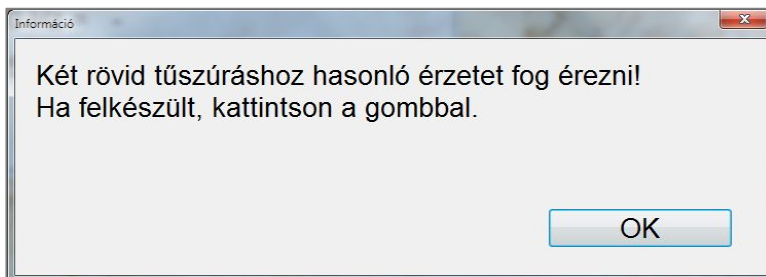 Információ
Két rövid tűszúráshoz hasonló érzetet fog érezni!
Ha felkészült, kattintson a gombbal.
OK